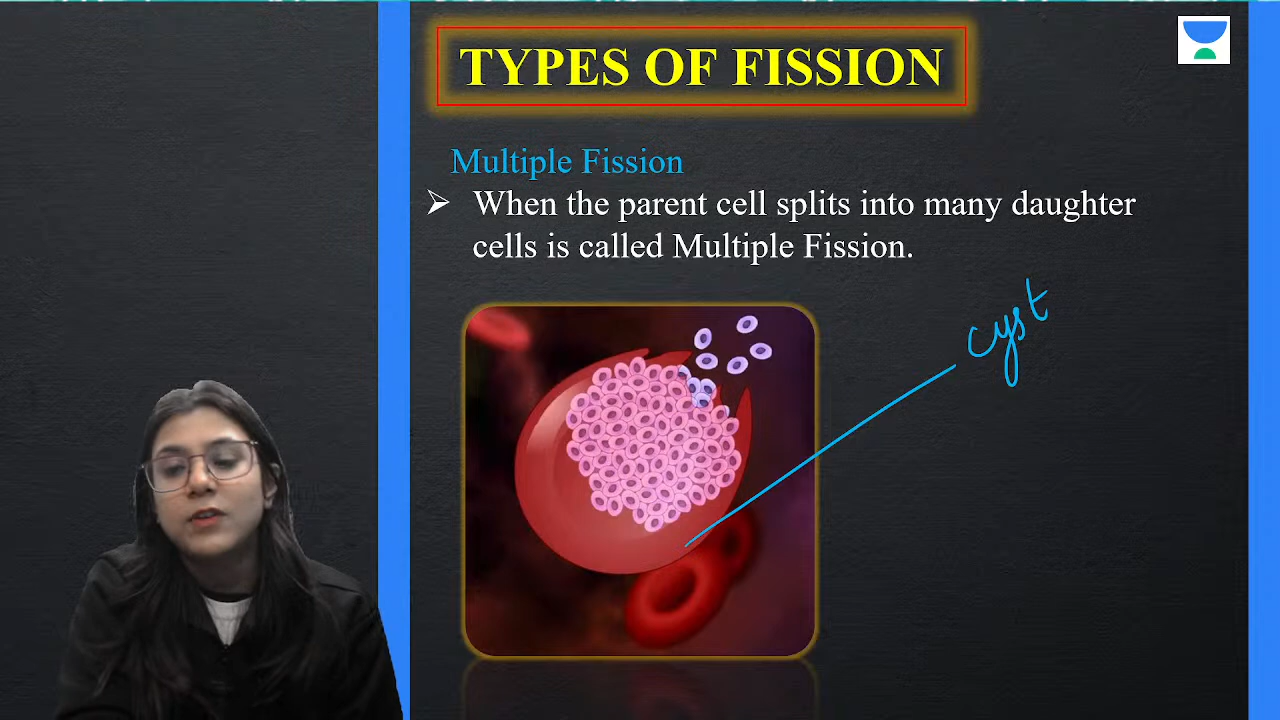 TYPES OF FISSION
Multiple Fission
When the parent cell splits into many daughter
cells is called Multiple Fission.
cyst